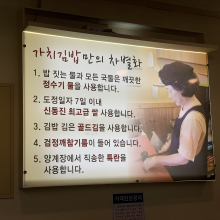 가치김밥만의 차별화
1. 밥 짓는 물과 모든 국물은 깨끗한
정수기 물을 사용합니다.
2. 도정일자 7일 이내
신동진 최고급 쌀 사용합니다.
3. 김밥 김은 골드김을 사용합니다.
4. 걸정깨참기름이 들어 있습니다.
5. 양계장에서 직송한 특란을
사용합니다.